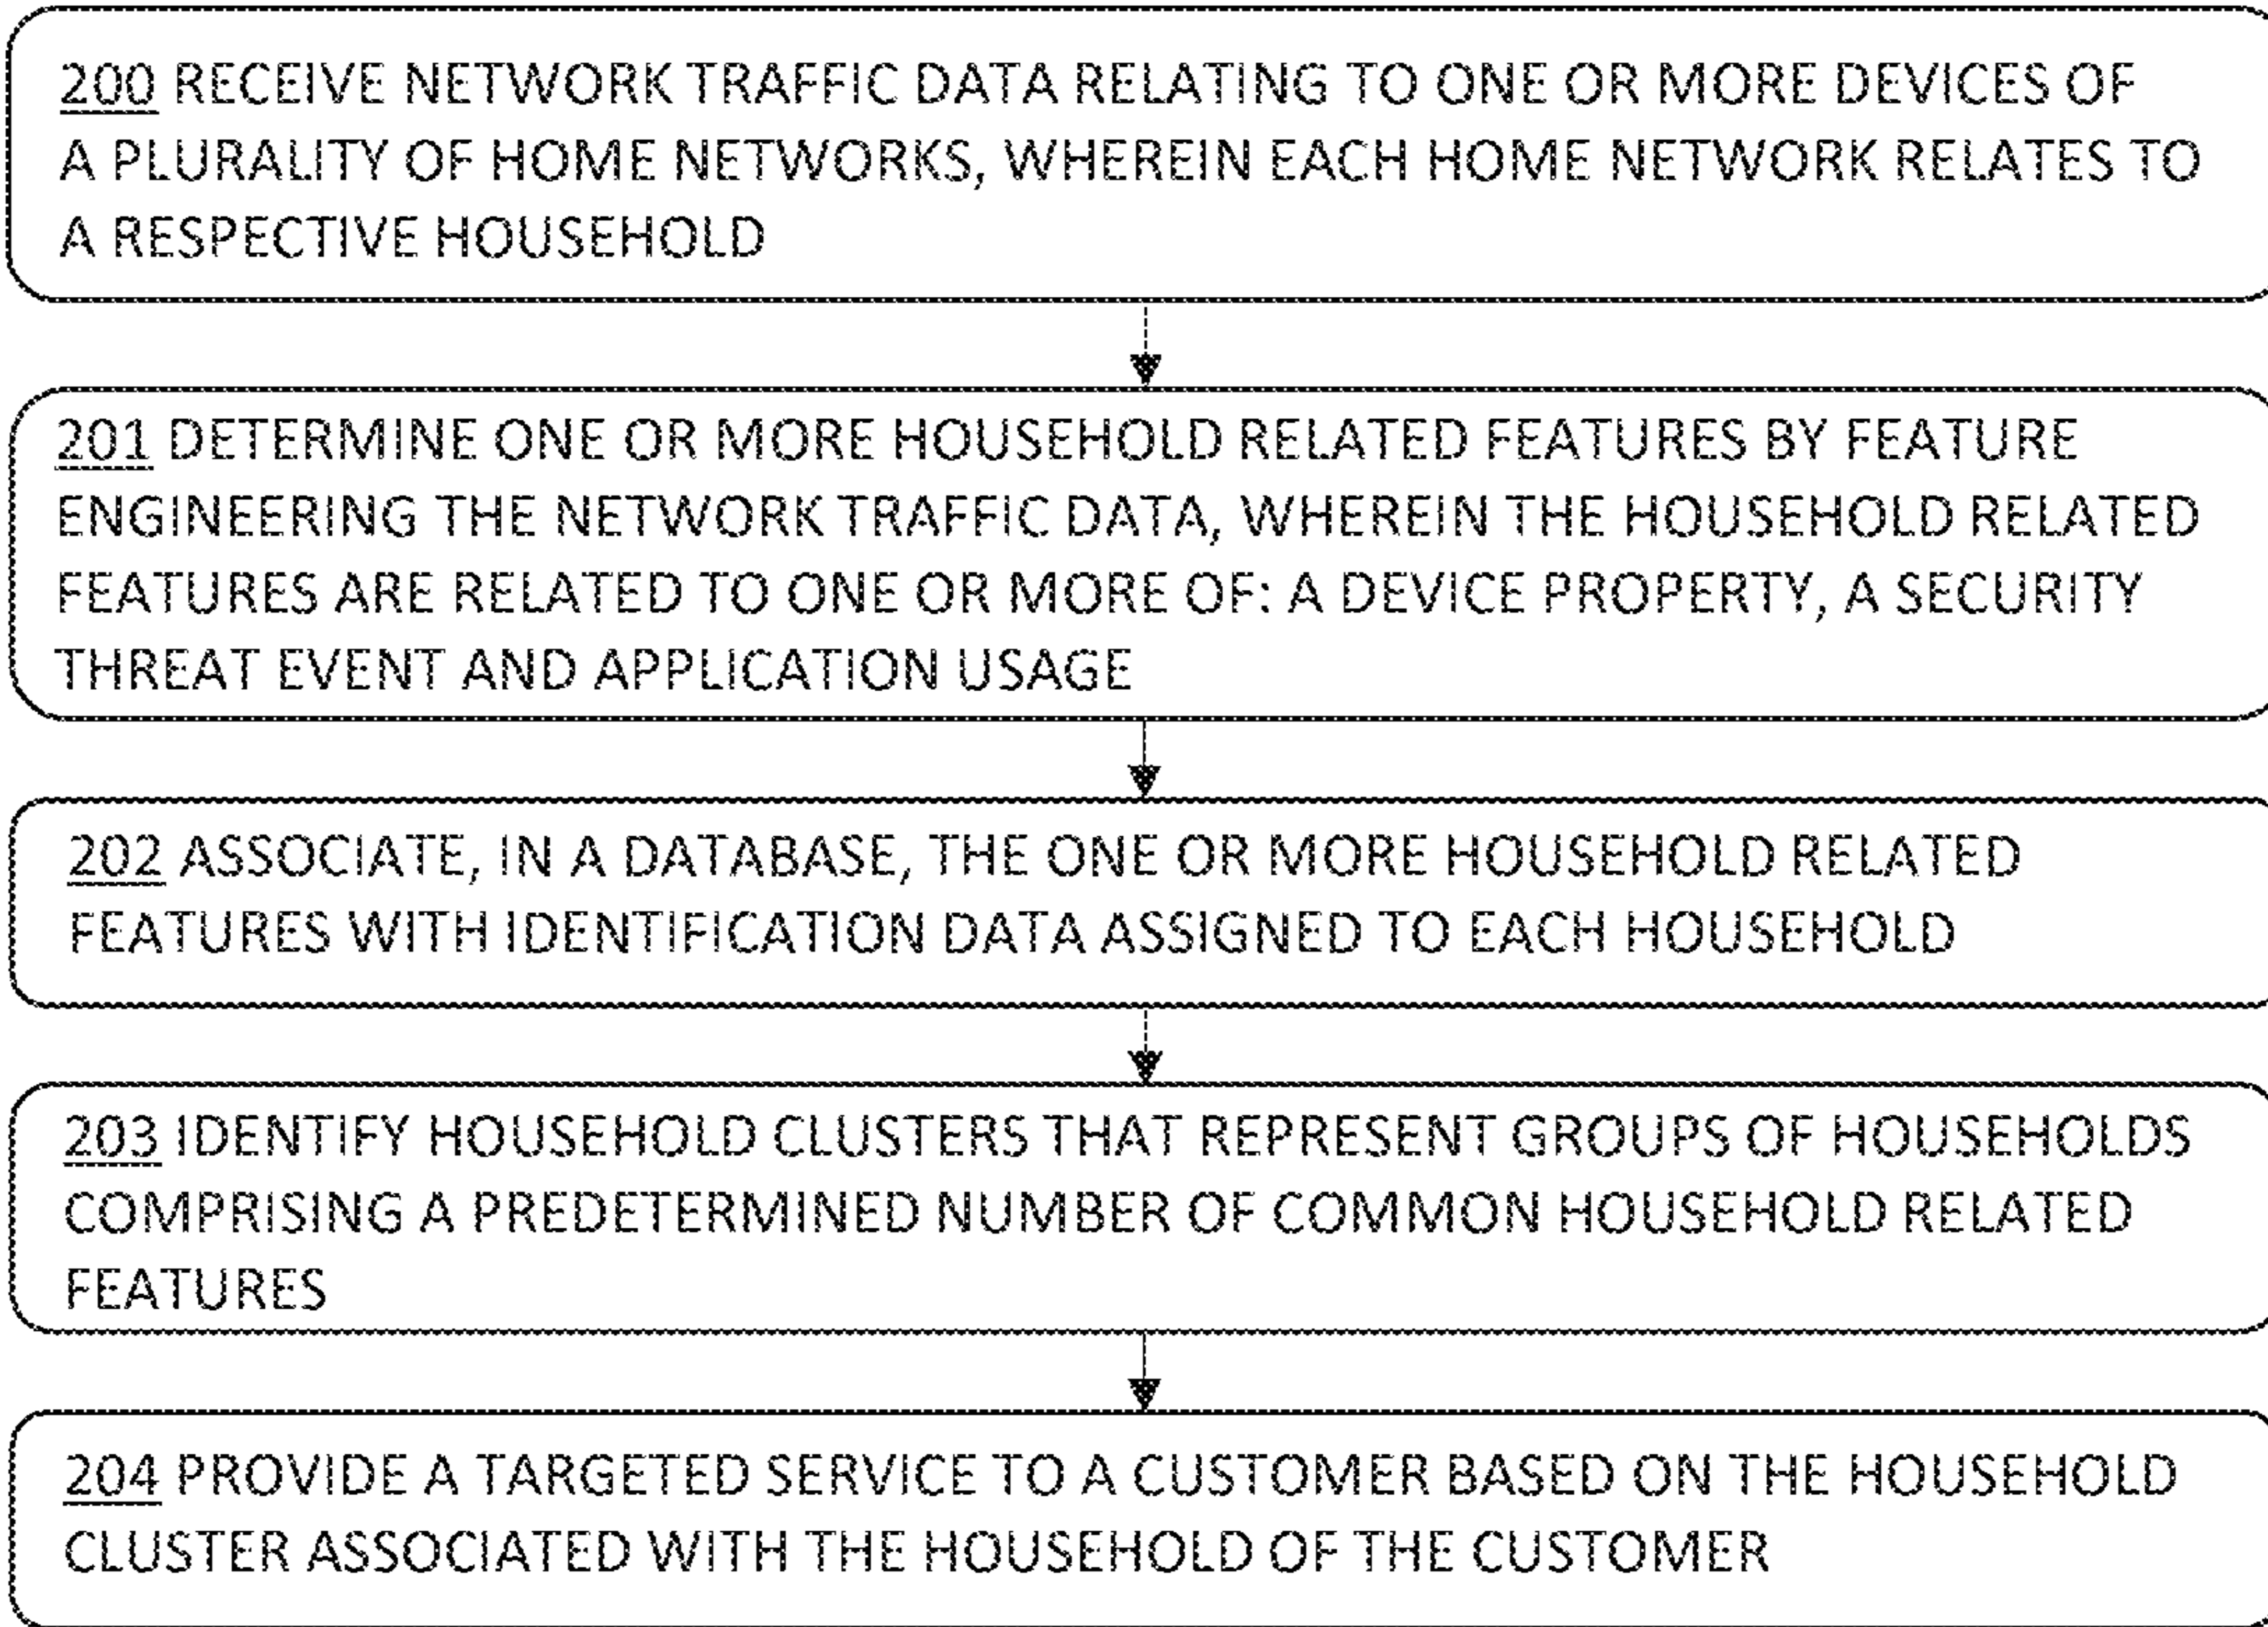 200 RECEIVE NETWORK TRAFFIC DATA RELATING TO ONE OR MORE DEVICES OF
A PLURALITY OF HOME NETWORKS, WHEREIN EACH HOME NETWORK RELATES TO
A RESPECTIVE HOUSEHOLD
201 DETERMINE ONE OR MORE HOUSEHOLD RELATED FEATURES BY FEATURE
ENGINEERING THE NETWORK TRAFFIC DATA, WHEREIN THE HOUSEHOLD RELATED
FEATURES ARE RELATED TO ONE OR MORE OF: A DEVICE PROPERTY, A SECURITY
THREAT EVENT AND APPLICATION USAGE
202 ASSOCIATE, IN A DATABASE, THE ONE OR MORE HOUSEHOLD RELATED
FEATURES WITH IDENTIFICATION DATA ASSIGNED TO EACH HOUSEHOLD
203 IDENTIFY HOUSEHOLD CLUSTERS THAT REPRESENT GROUPS OF HOUSEHOLDS
COMPRISING A PREDETERMINED NUMBER OF COMMON HOUSEHOLD RELATED
FEATURES
204 PROVIDE A TARGETED SERVICE TO A CUSTOMER BASED ON THE HOUSEHOLD
CLUSTER ASSOCIATED WITH THE HOUSEHOLD OF THE CUSTOMER